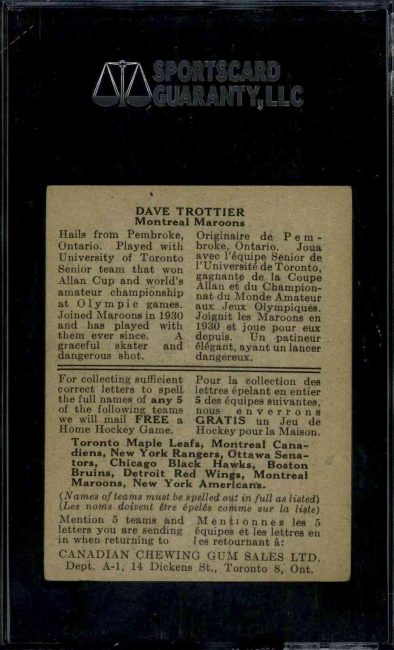 SPORTSCARD
GUARANTY, LLC
DAVE TROTTIER
Montreal Maroons
Hails from Pembroke,
Ontario. Played with
University of Toronto
Senior team that won
Allan Cup and world's
amateur championship
at Olympic games.
Joined Maroons in 1930
and has played with
them ever since. A
graceful skater and
dangerous shot.
Originaire de Pem-
broke, Ontario. Joua
avec l'équipe Senior de
l'Université de Toronto,
gagnante de la Coupe
Allan et du Champion-
nat du Monde Amateur
aux Jeux Olympiques.
Joignit les Maroons en
1930 et joue pour eux
depuis. Un patineur
élégant, ayant un lancer
dangereux.
For collecting sufficient
correct letters to spell
the full names of any 5
of the following teams
we will mail FREE a
Home Hockey Game.
Pour la collection des
lettres épelant en entier
5 des équipes suivantes,
nous enverrons
GRATIS un Jeu de
Hockey pour la Maison.
Toronto Maple Leafs, Montreal Cana-
diens, New York Rangers, Ottawa Sena-
tors, Chicago Black Hawks, Boston
Bruins, Detroit Red Wings, Montreal
Maroons, New York Americans.
(Names of teams must be spelled out in full as listed)
(Les noms doivent être épelés comme sur la liste)
Mention 5 teams and
letters you are sending
in when returning to
Mentionnez les 5
équipes et les lettres en
les retournant à:
CANADIAN CHEWING GUM SALES LTD.
Dept. A-1, 14 Dickens St., Toronto 8, Ont.